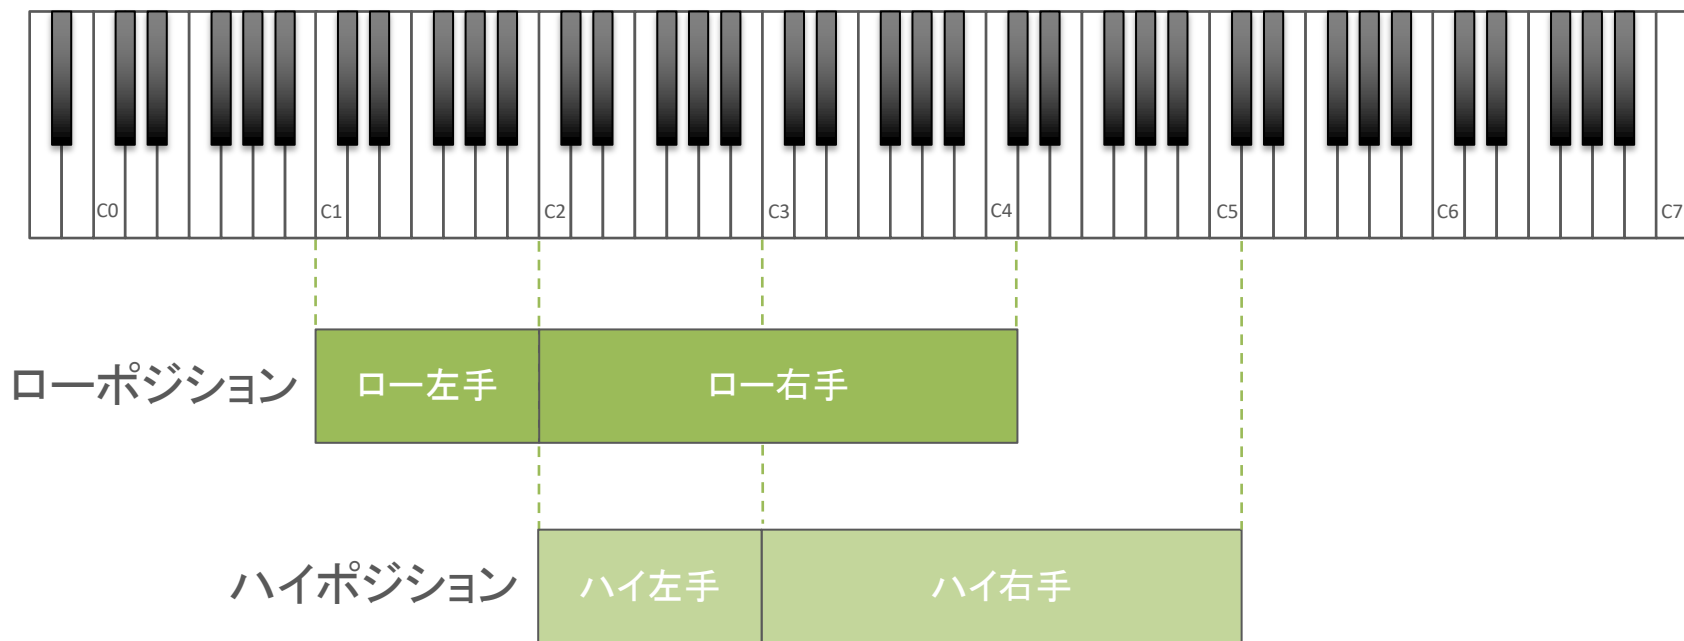 C0 C1 C2 C3 C4 C5 C6 C7
ローポジション ロー左手 ロー右手
ハイポジション ハイ左手 ハイ右手